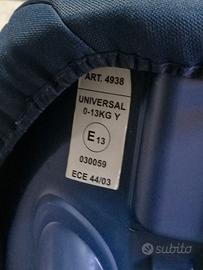 ART. 4938
UNIVERSAL
0-13KG Y
E13
030059
ECE 44/03
subito